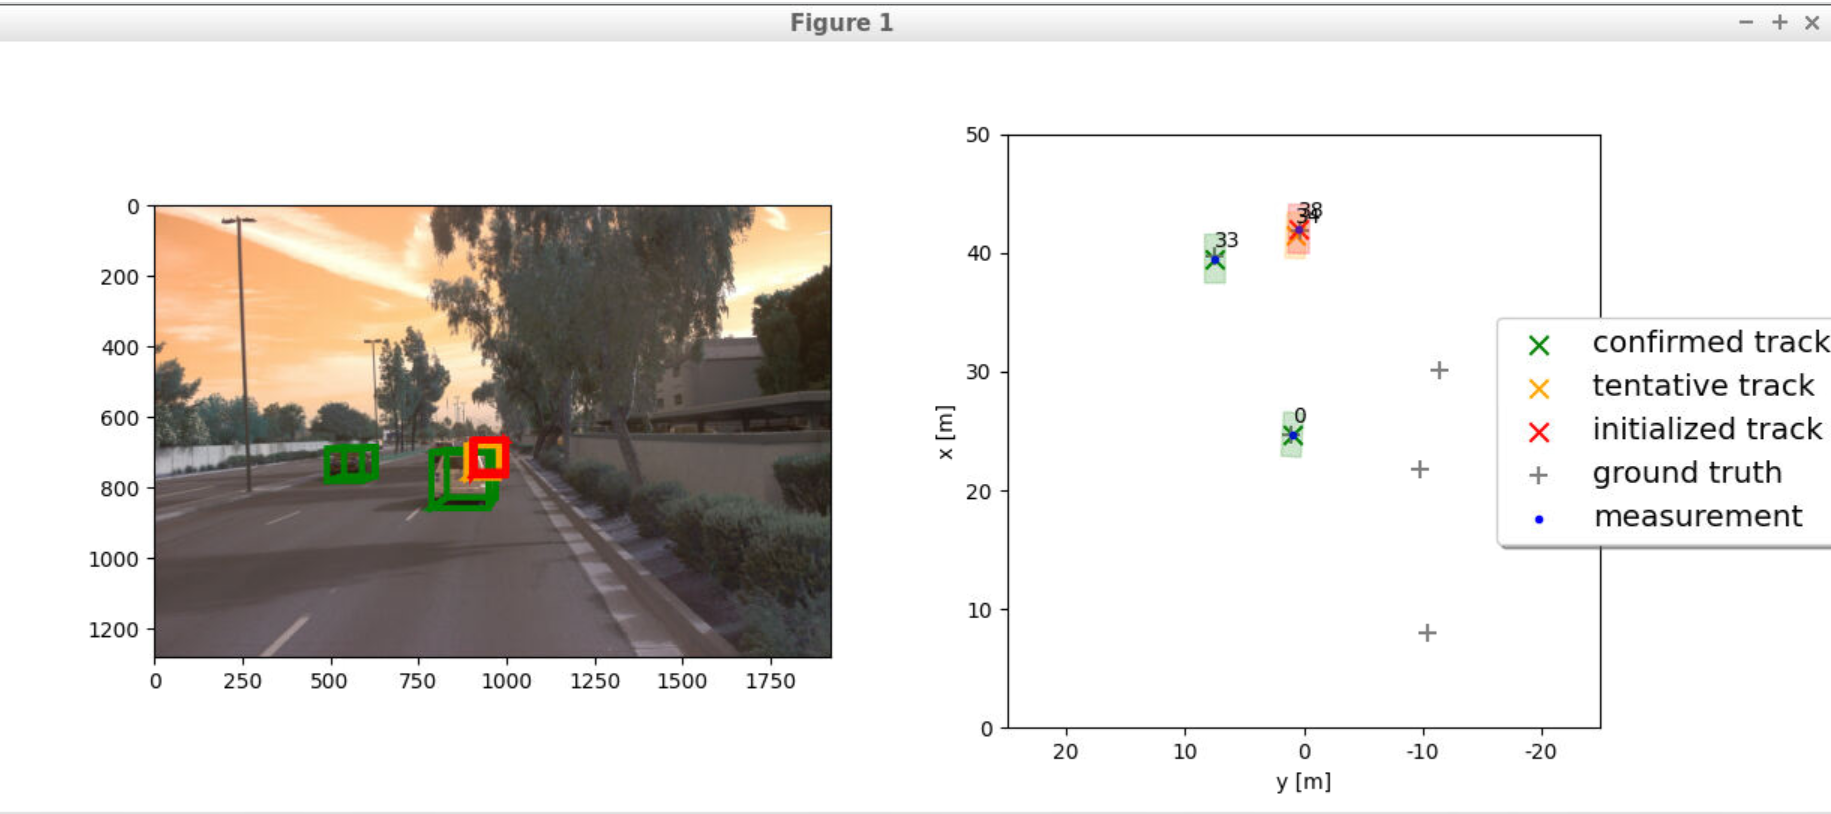 Figure 1
0
200
400
600
800
1000
1200
0 250 500 750 1000 1250 1500 1750
50
40
30
20
10
0
x [m]
20 10 0 -10 -20
y [m]
38
34
33
0
confirmed track
tentative track
initialized track
ground truth
measurement